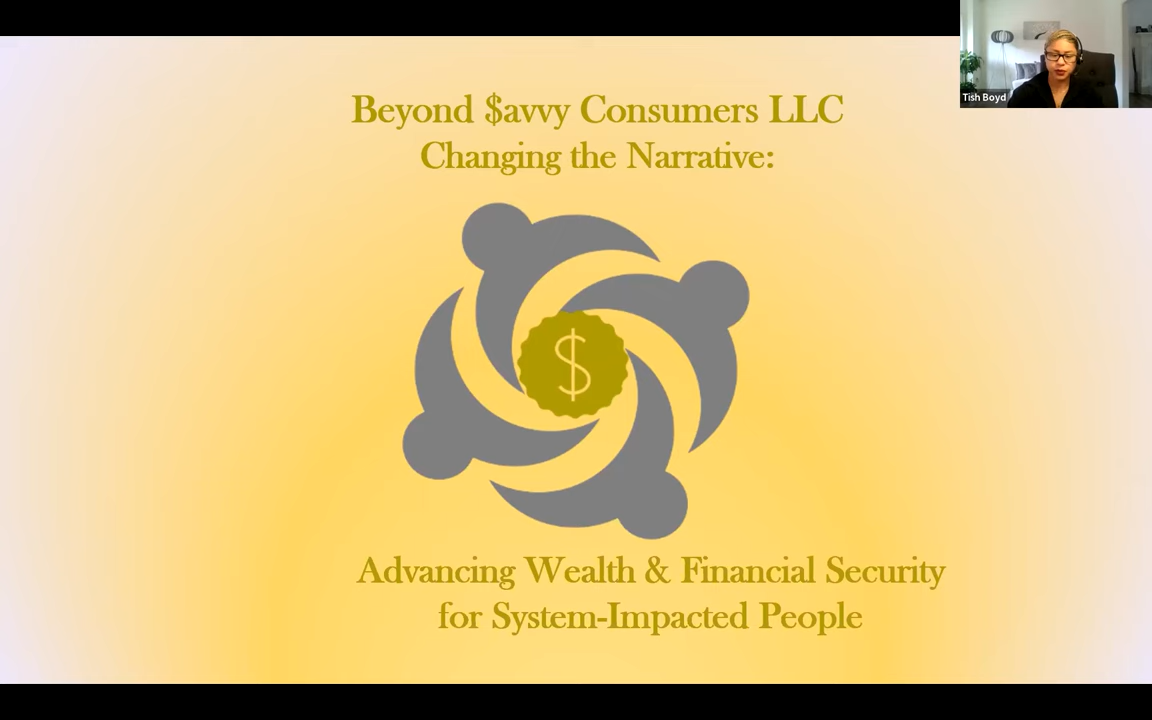 Beyond $avvy Consumers LLC
Changing the Narrative:
Tish Boyd
$
Advancing Wealth & Financial Security
for System-Impacted People